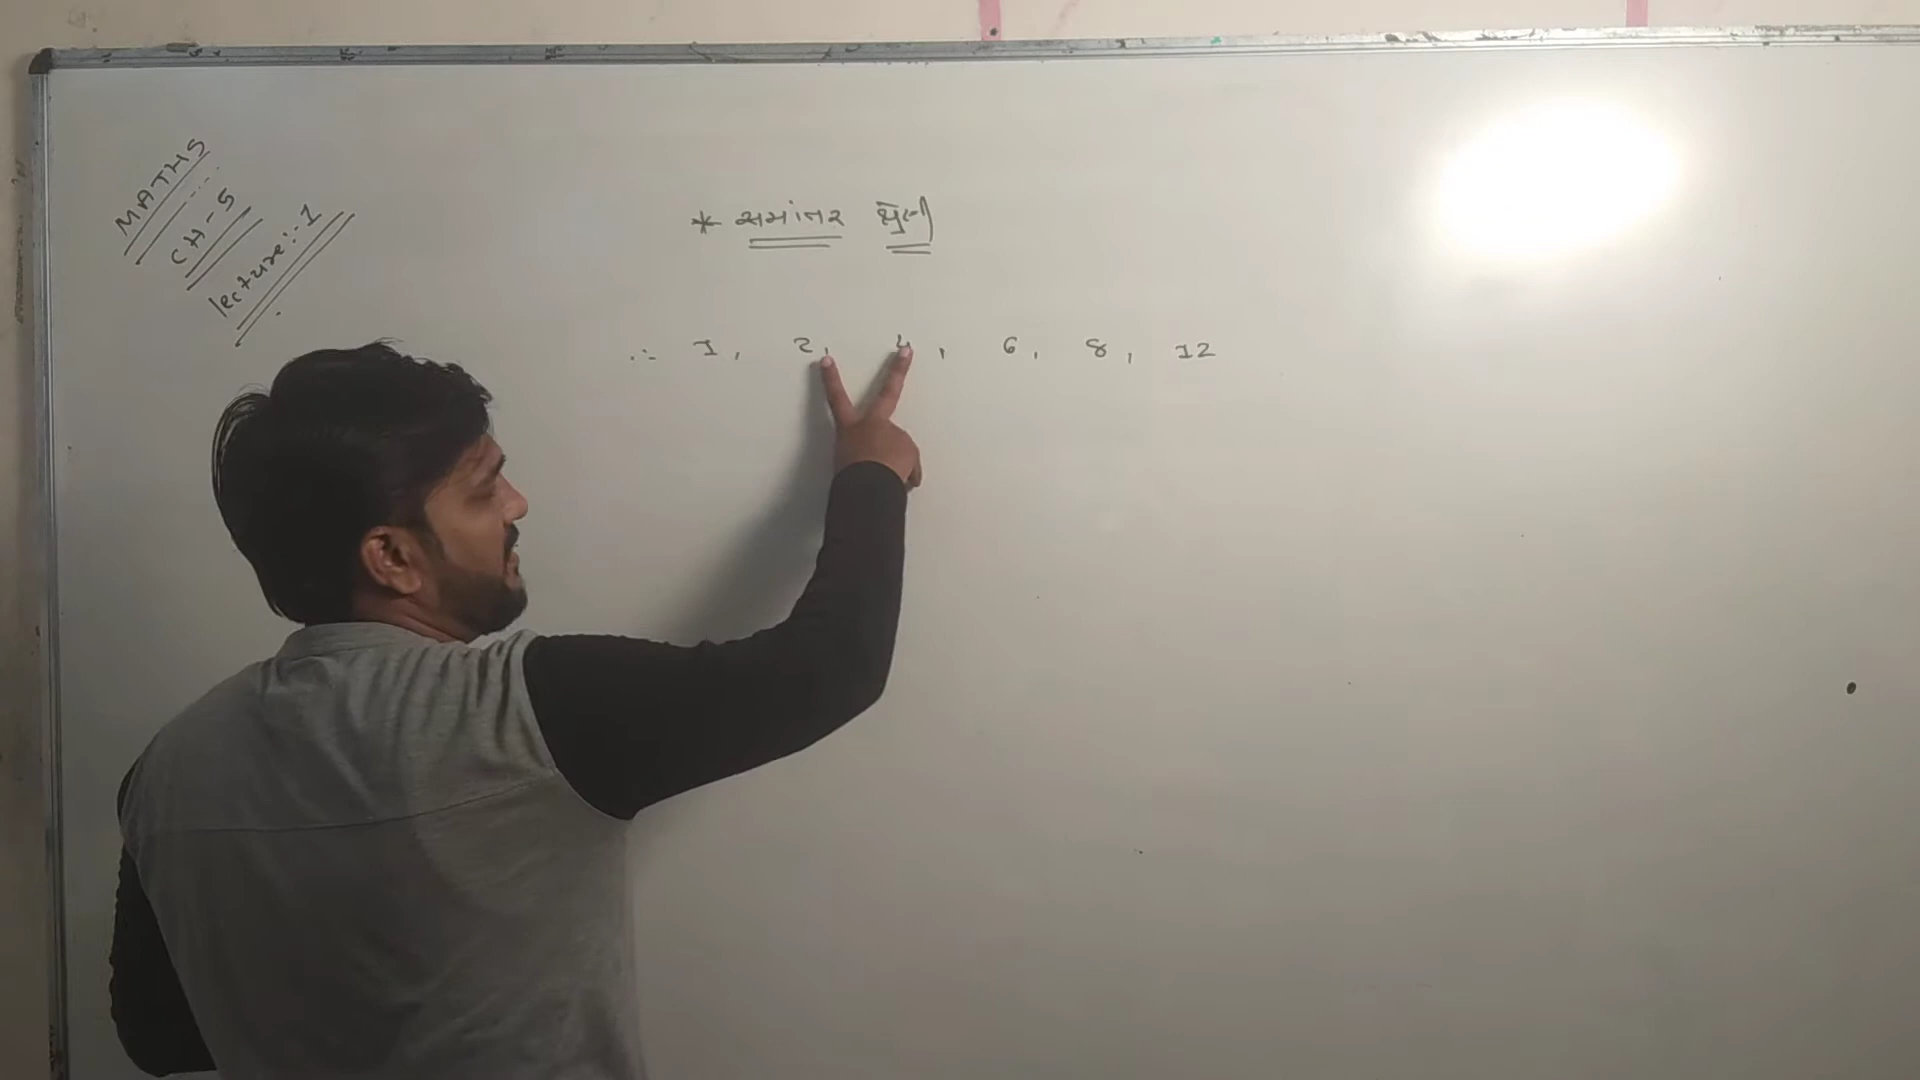 MATHS
CH-5
lecture:-1
* સમાંતર શ્રેણી
∴ 1, 2, 4, 6, 8, 12